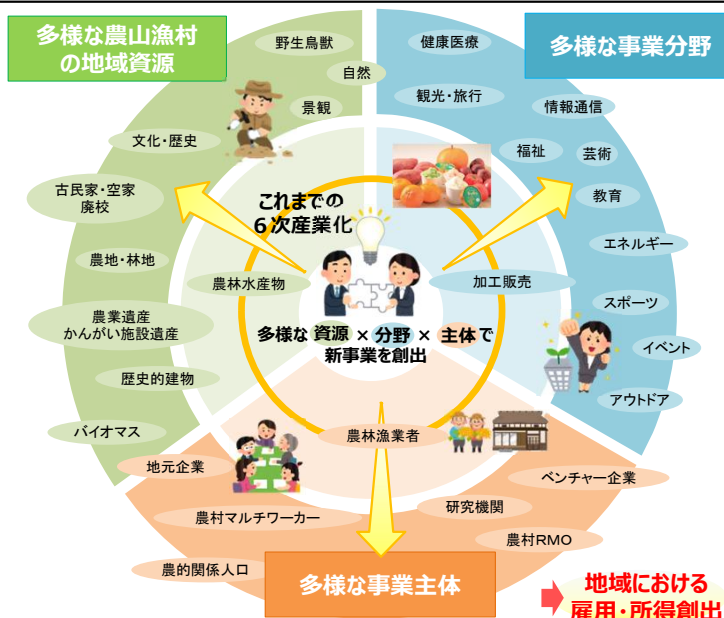 多様な農山漁村
の地域資源
野生鳥獣
自然
景観
文化・歴史
古民家・空家
廃校
農地・林地
農業遺産
かんがい施設遺産
歴史的建物
バイオマス
農林水産物
多様な事業分野
健康医療
観光・旅行
情報通信
福祉
芸術
教育
エネルギー
スポーツ
イベント
アウトドア
加工販売
これまでの
６次産業化
多様な 資源 × 分野 × 主体で
新事業を創出
農林漁業者
地元企業
農村マルチワーカー
農的関係人口
ベンチャー企業
研究機関
農村RMO
多様な事業主体
地域における
雇用・所得創出